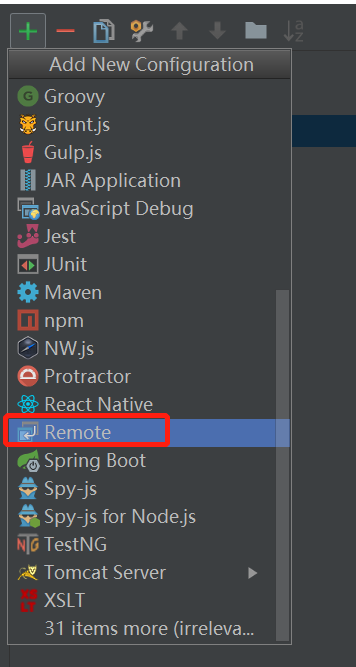 Add New Configuration
Groovy
Grunt.js
Gulp.js
JAR Application
JavaScript Debug
Jest
JUnit
Maven
npm
NW.js
Protractor
React Native
Remote
Spring Boot
Spy-js
Spy-js for Node.js
TestNG
Tomcat Server
XSLT
31 items more (irreleva...